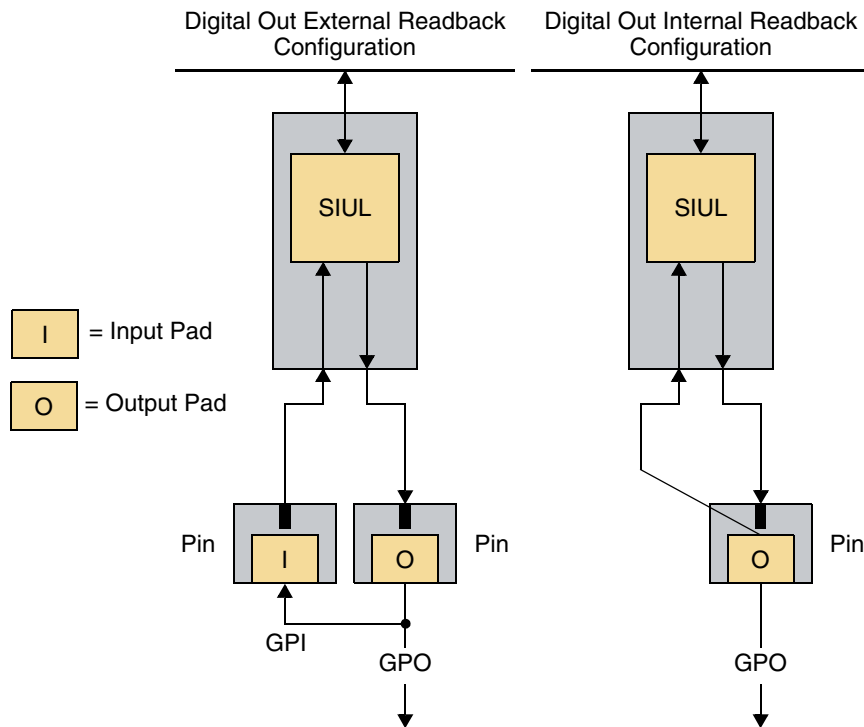 Digital Out External Readback
Configuration
Digital Out Internal Readback
Configuration
SIUL
SIUL
I
= Input Pad
O
= Output Pad
Pin
I
O
Pin
O
Pin
GPI
GPO
GPO